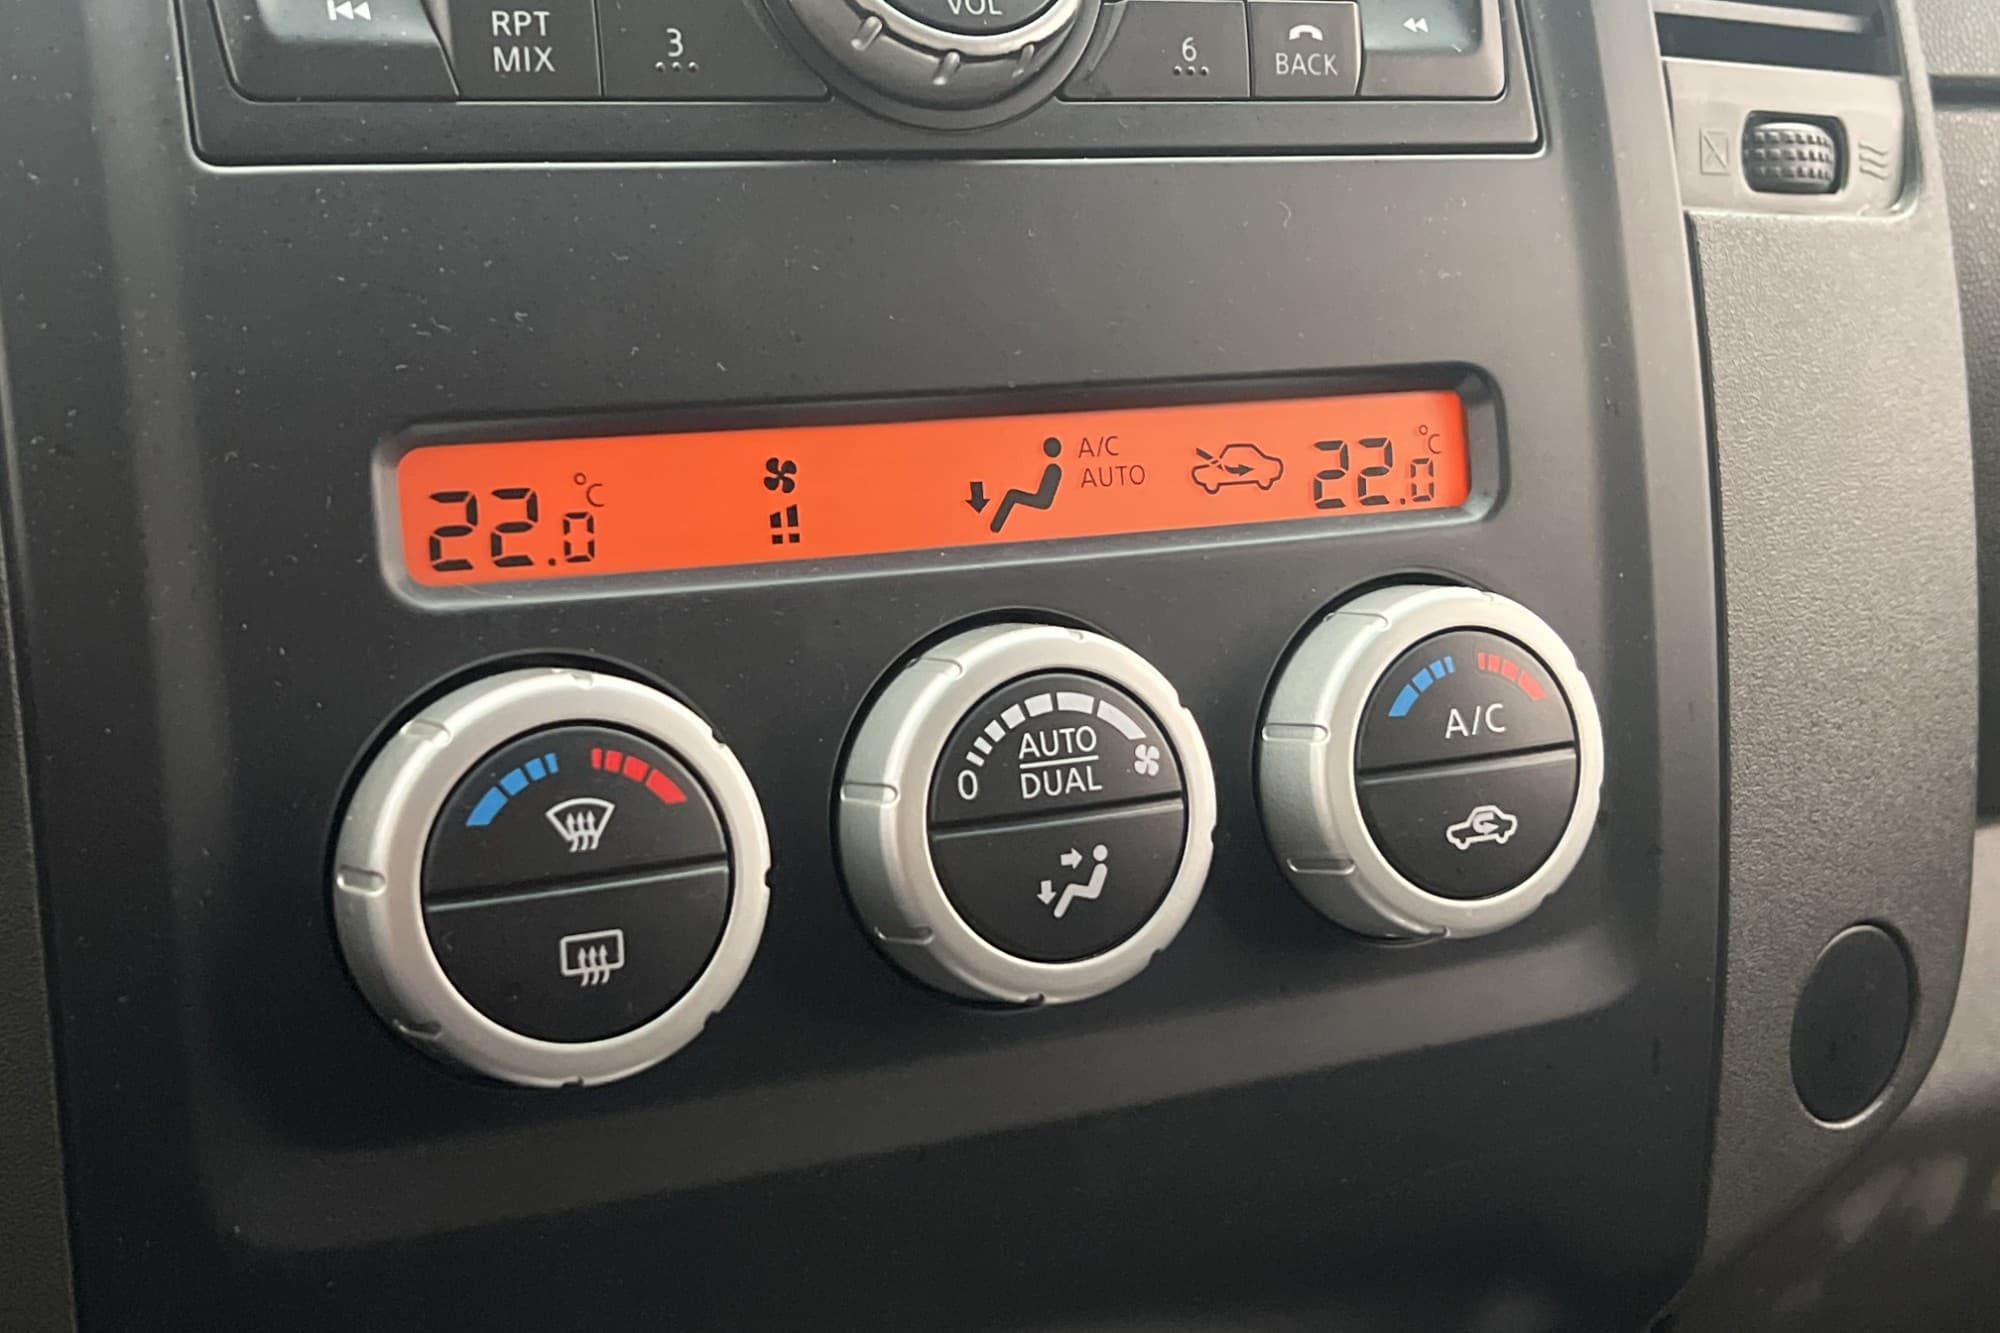 VOL
RPT
MIX
3
6
BACK
22.0°C
A/C
AUTO
22.0°C
AUTO
DUAL
0
A/C